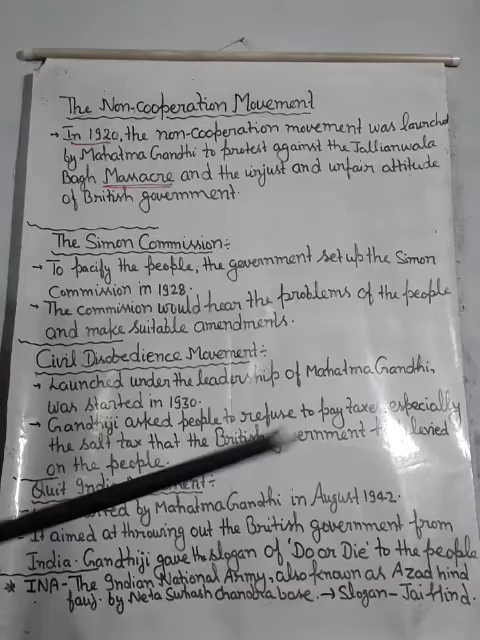 The Non-cooperation Movement
→ In 1920, the non-cooperation movement was launched
by Mahatma Gandhi to protest against the Jallianwala
Bagh Massacre and the unjust and unfair attitude
of British government.
The Simon Commission:-
→ To pacify the people, the government set up the Simon
Commission in 1928.
→ The commission would hear the problems of the people
and make suitable amendments.
Civil Disobedience Movement:-
→ Launched under the leadership of Mahatma Gandhi,
was started in 1930.
→ Gandhiji asked people to refuse to pay taxes especially
the salt tax that the British levied
on the people.
Quit
by Mahatma Gandhi in August 1942.
It aimed at throwing out the British government from
India. Gandhiji gave the slogan of 'Do or Die' to the people
* INA - The Indian National Army, also known as Azad hind
fauj. by Neta Suhash chandra base. → Slogan - Jai Hind.